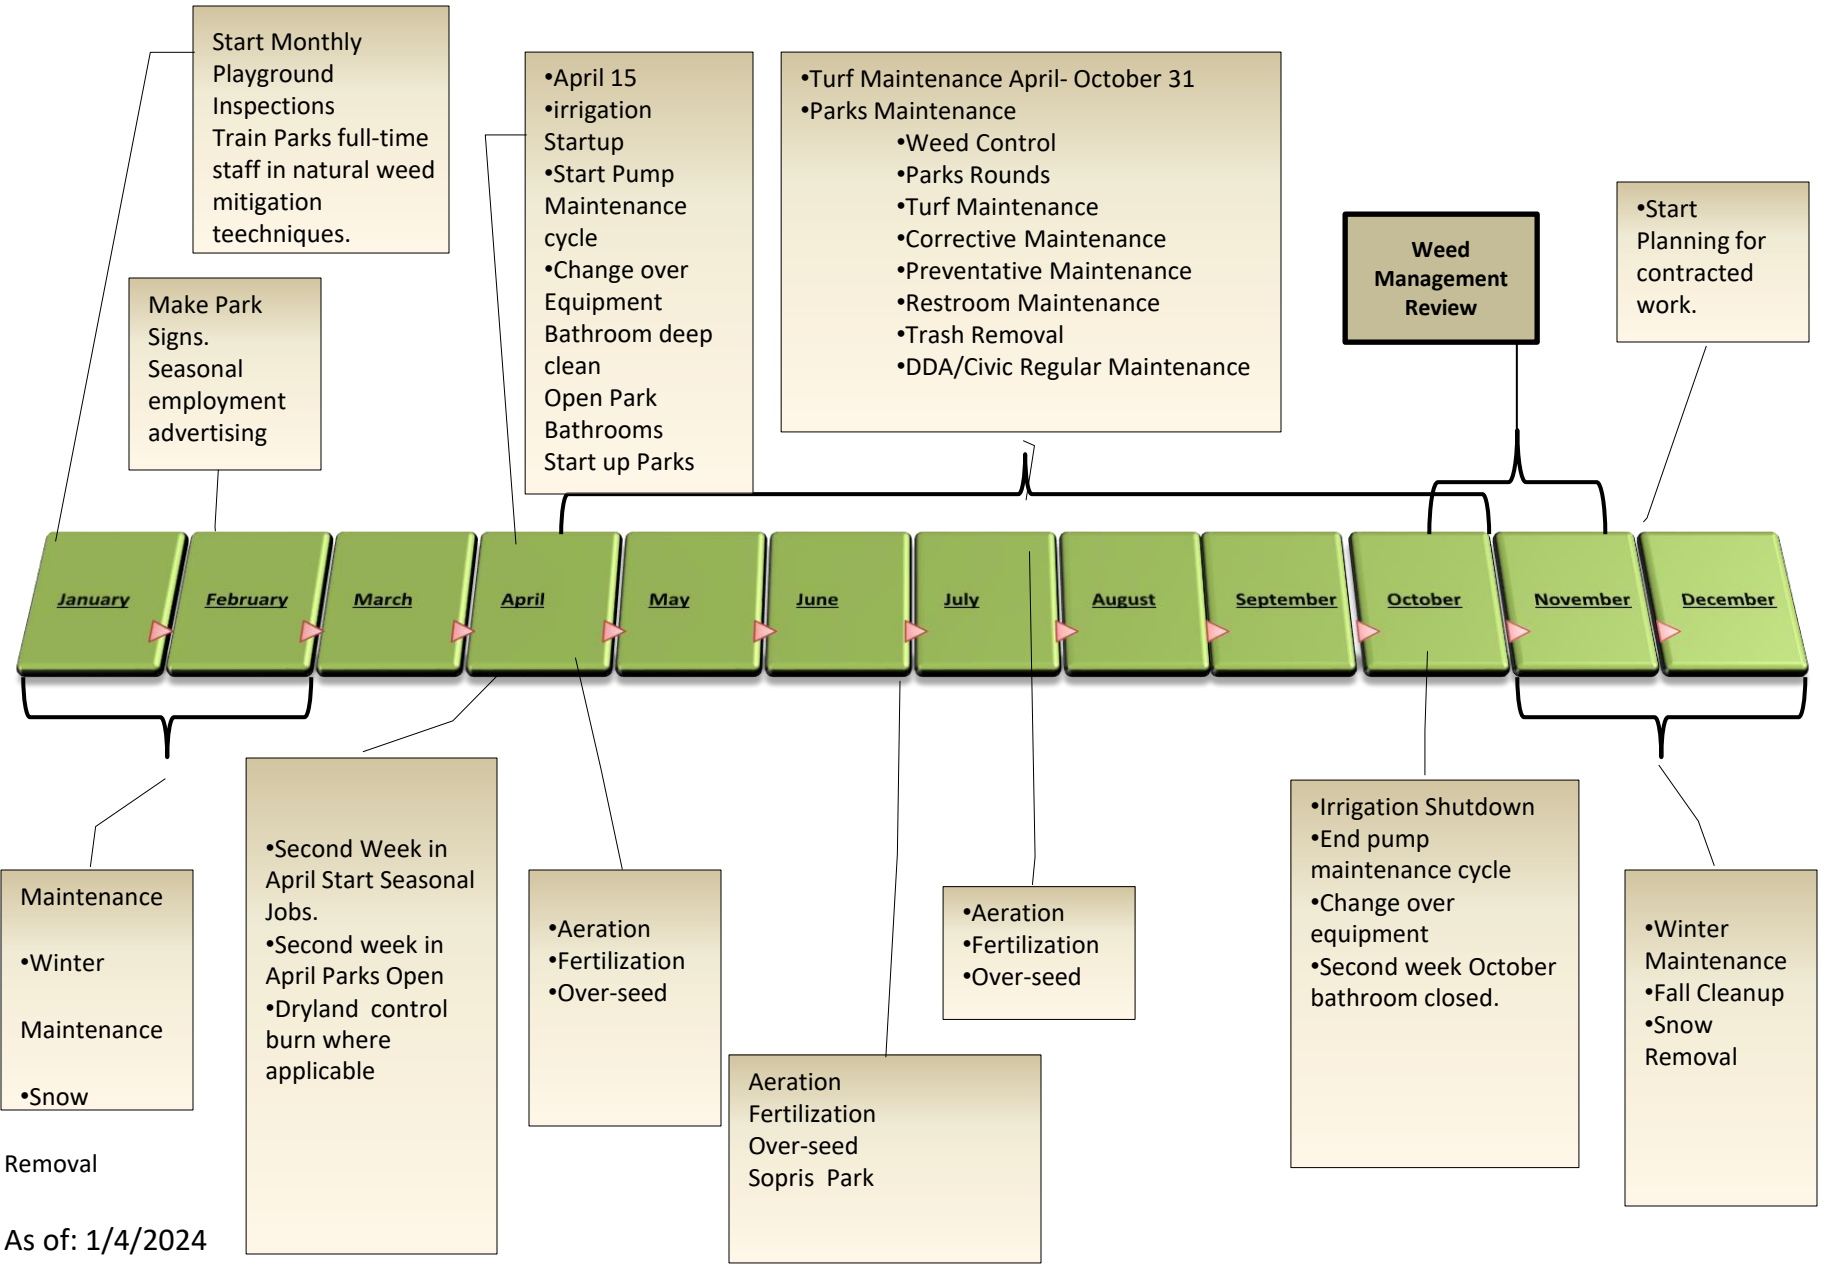 Start Monthly
Playground
Inspections
Train Parks full-time
staff in natural weed
mitigation
teechniques.
Make Park
Signs.
Seasonal
employment
advertising
•April 15
•irrigation
Startup
•Start Pump
Maintenance
cycle
•Change over
Equipment
Bathroom deep
clean
Open Park
Bathrooms
Start up Parks
•Turf Maintenance April- October 31
•Parks Maintenance
•Weed Control
•Parks Rounds
•Turf Maintenance
•Corrective Maintenance
•Preventative Maintenance
•Restroom Maintenance
•Trash Removal
•DDA/Civic Regular Maintenance
Weed
Management
Review
•Start
Planning for
contracted
work.
January
February
March
April
May
June
July
August
September
October
November
December
Maintenance
•Winter
Maintenance
•Snow
Removal
•Second Week in
April Start Seasonal
Jobs.
•Second week in
April Parks Open
•Dryland  control
burn where
applicable
•Aeration
•Fertilization
•Over-seed
Aeration
Fertilization
Over-seed
Sopris  Park
•Aeration
•Fertilization
•Over-seed
•Irrigation Shutdown
•End pump
maintenance cycle
•Change over
equipment
•Second week October
bathroom closed.
•Winter
Maintenance
•Fall Cleanup
•Snow
Removal
As of: 1/4/2024